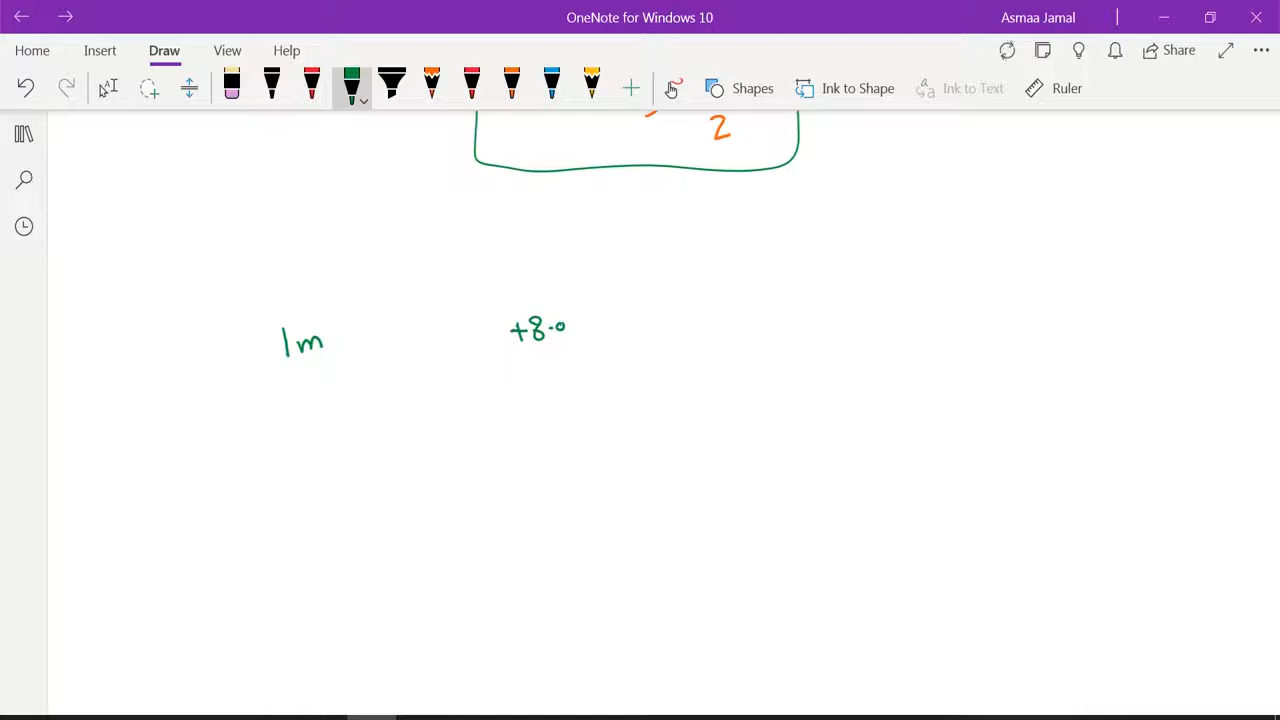 OneNote for Windows 10
Asmaa Jamal
Home Insert Draw View Help
Share
Shapes Ink to Shape Ink to Text Ruler
2
1m +8.0